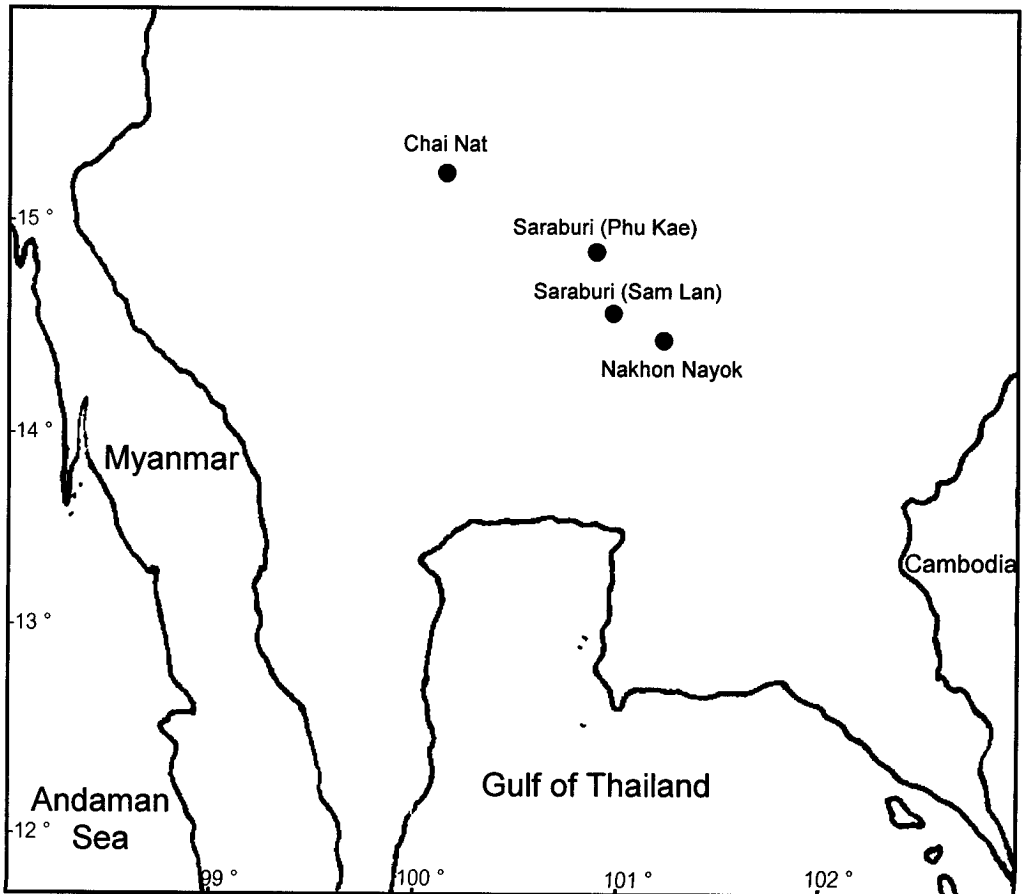 Chai Nat
15 °
Saraburi (Phu Kae)
Saraburi (Sam Lan)
Nakhon Nayok
14 °
Myanmar
Cambodia
13 °
Gulf of Thailand
Andaman
Sea
12 °
99 ° 100 ° 101 ° 102 °